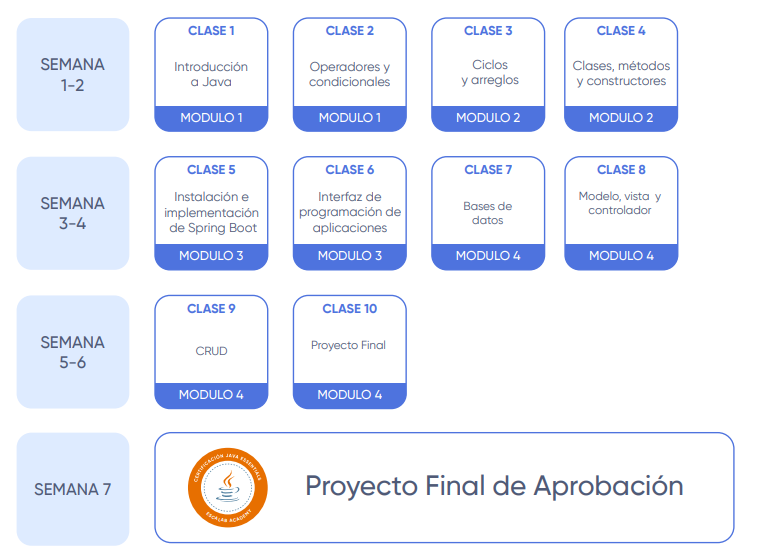 SEMANA
1-2
CLASE 1
Introducción
a Java
MODULO 1
CLASE 2
Operadores y
condicionales
MODULO 1
CLASE 3
Ciclos
y arreglos
MODULO 2
CLASE 4
Clases, métodos
y constructores
MODULO 2
SEMANA
3-4
CLASE 5
Instalación e
implementación
de Spring Boot
MODULO 3
CLASE 6
Interfaz de
programación de
aplicaciones
MODULO 3
CLASE 7
Bases de
datos
MODULO 4
CLASE 8
Modelo, vista y
controlador
MODULO 4
SEMANA
5-6
CLASE 9
CRUD
MODULO 4
CLASE 10
Proyecto Final
MODULO 4
SEMANA 7
CERTIFICACIÓN JAVA ESSENTIALS
EGGLAB ACADEMY
Proyecto Final de Aprobación